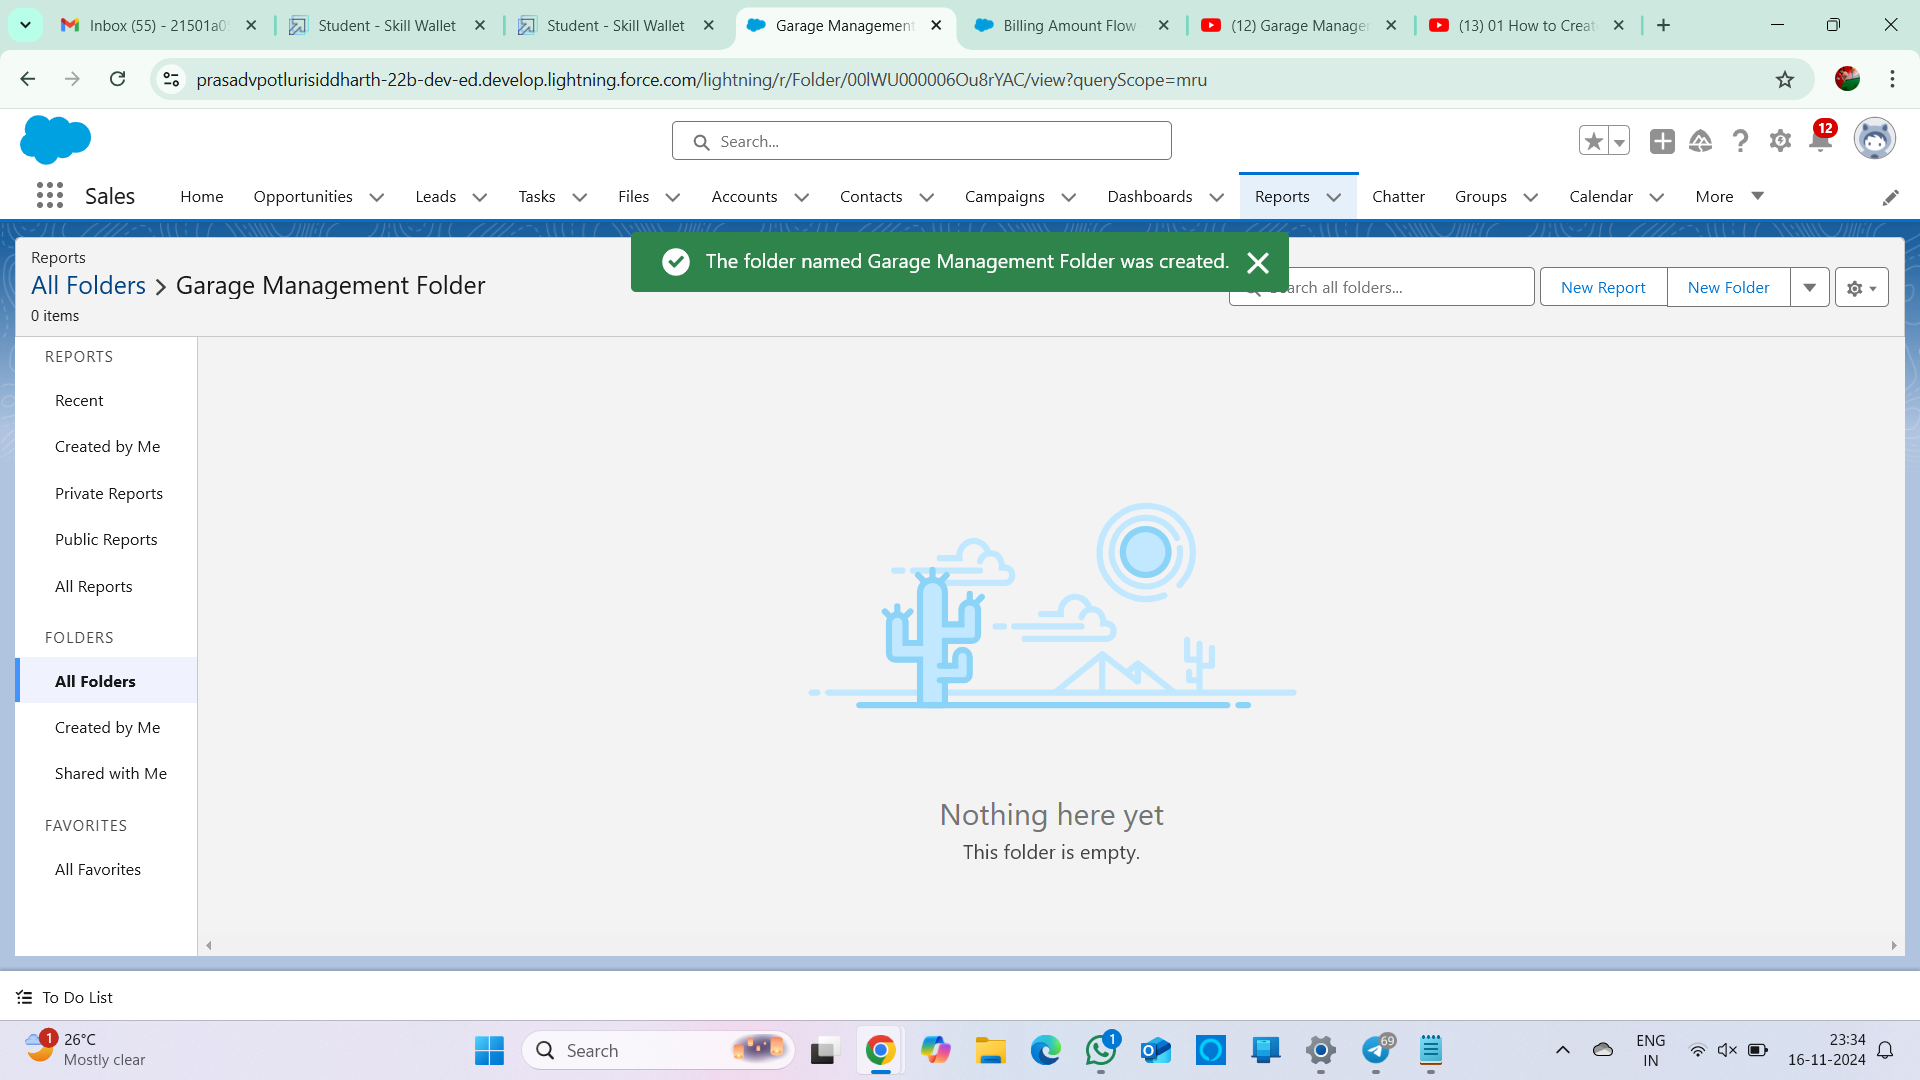 Inbox (55) - 21501a05
Student - Skill Wallet
Student - Skill Wallet
Garage Management
Billing Amount Flow
(12) Garage Manage
(13) 01 How to Creat
prasadvpotlurisiddharth-22b-dev-ed.develop.lightning.force.com/lightning/r/Folder/00lWU000006Ou8rYAC/view?queryScope=mru
Search...
12
Sales
Home
Opportunities
Leads
Tasks
Files
Accounts
Contacts
Campaigns
Dashboards
Reports
Chatter
Groups
Calendar
More
The folder named Garage Management Folder was created.
Reports
All Folders > Garage Management Folder
0 items
Search all folders...
New Report
New Folder
REPORTS
Recent
Created by Me
Private Reports
Public Reports
All Reports
FOLDERS
All Folders
Created by Me
Shared with Me
FAVORITES
All Favorites
Nothing here yet
This folder is empty.
To Do List
1
26°C
Mostly clear
Search
1
69
ENG
IN
23:34
16-11-2024